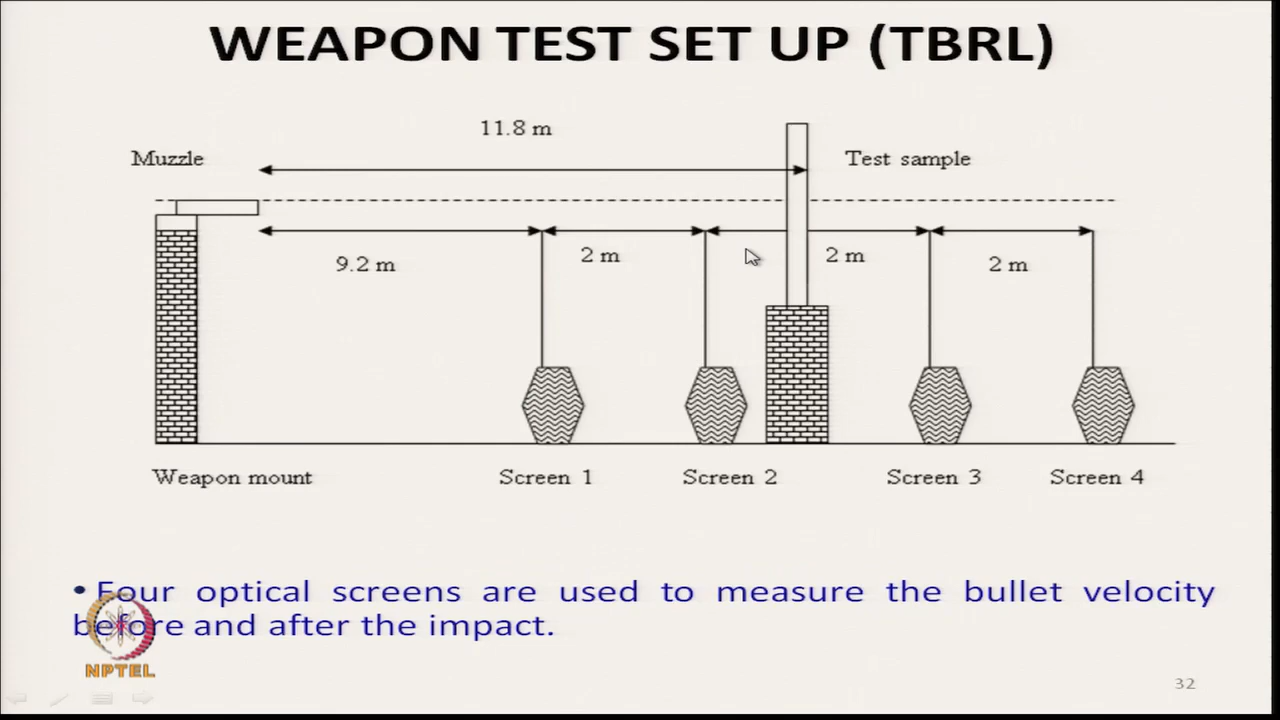 WEAPON TEST SET UP (TBRL)
11.8 m
Muzzle
Test sample
9.2 m
2 m
2 m
2 m
Weapon mount
Screen 1
Screen 2
Screen 3
Screen 4
• Four optical screens are used to measure the bullet velocity
before and after the impact.
NPTEL
32